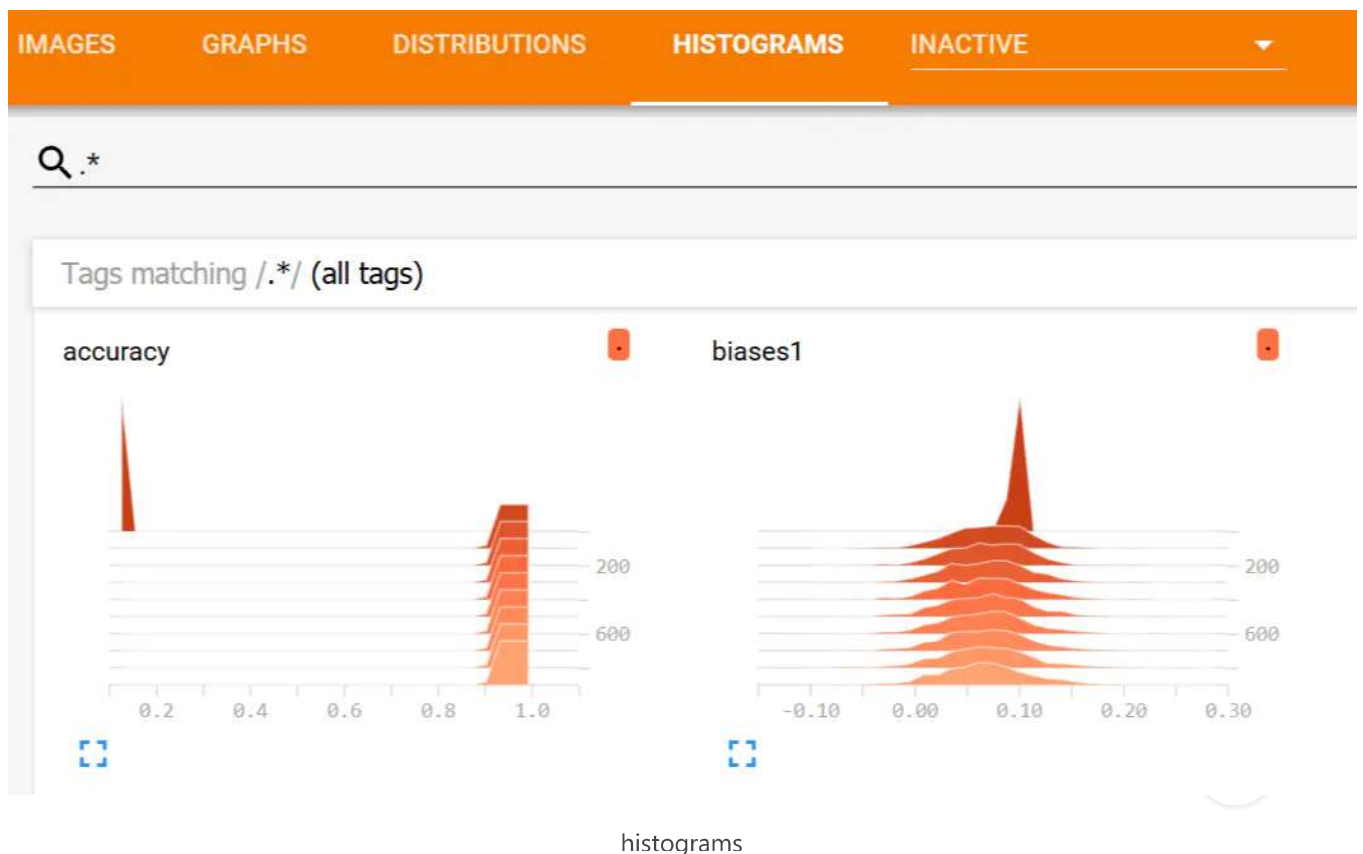 IMAGES GRAPHS DISTRIBUTIONS HISTOGRAMS INACTIVE
.*
Tags matching /.*/ (all tags)
accuracy
biases1
200
600
0.2 0.4 0.6 0.8 1.0
200
600
-0.10 0.00 0.10 0.20 0.30
histograms